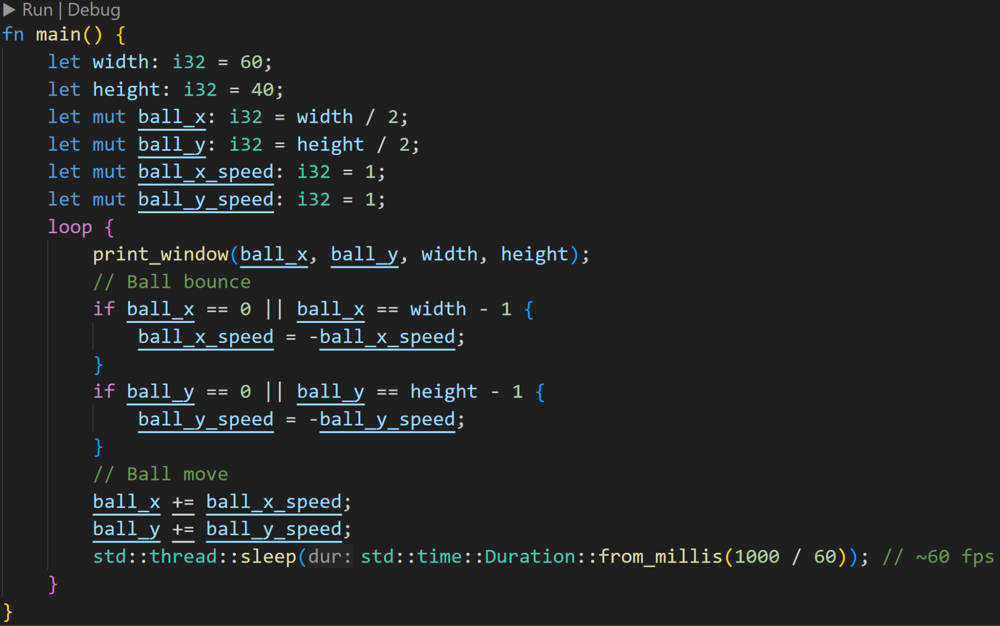 ▶ Run | Debug
fn main() {
    let width: i32 = 60;
    let height: i32 = 40;
    let mut ball_x: i32 = width / 2;
    let mut ball_y: i32 = height / 2;
    let mut ball_x_speed: i32 = 1;
    let mut ball_y_speed: i32 = 1;
    loop {
        print_window(ball_x, ball_y, width, height);
        // Ball bounce
        if ball_x == 0 || ball_x == width - 1 {
            ball_x_speed = -ball_x_speed;
        }
        if ball_y == 0 || ball_y == height - 1 {
            ball_y_speed = -ball_y_speed;
        }
        // Ball move
        ball_x += ball_x_speed;
        ball_y += ball_y_speed;
        std::thread::sleep(dur: std::time::Duration::from_millis(1000 / 60)); // ~60 fps
    }
}